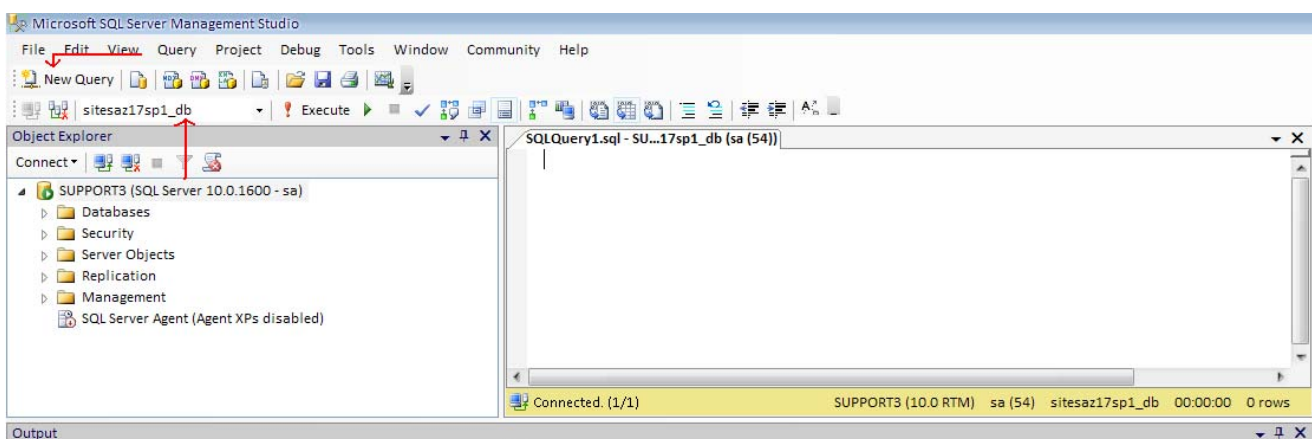 Microsoft SQL Server Management Studio
File Edit View Query Project Debug Tools Window Community Help
New Query
sitesaz17sp1_db Execute
Object Explorer
SQLQuery1.sql - SU...17sp1_db (sa (54))
Connect
SUPPORT3 (SQL Server 10.0.1600 - sa)
Databases
Security
Server Objects
Replication
Management
SQL Server Agent (Agent XPs disabled)
Connected. (1/1) SUPPORT3 (10.0 RTM) sa (54) sitesaz17sp1_db 00:00:00 0 rows
Output